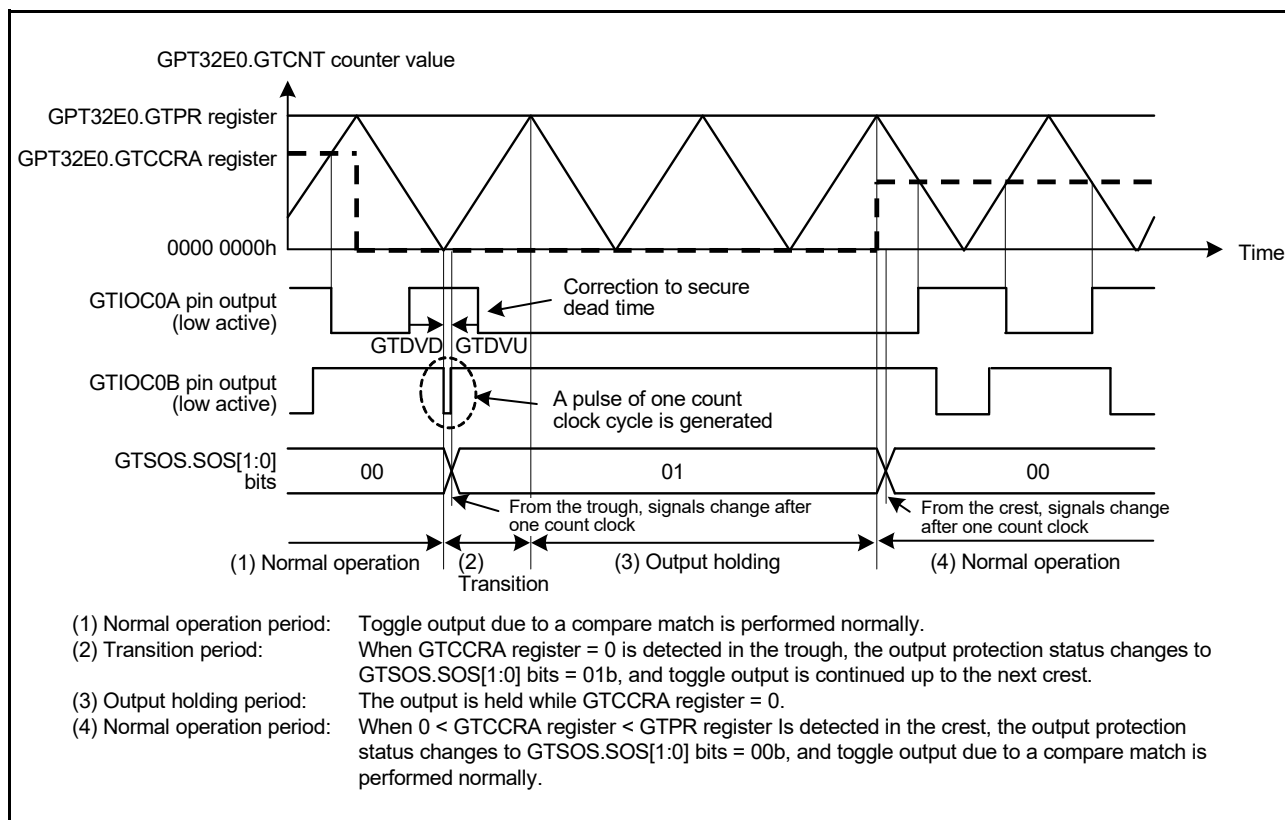 GPT32E0.GTCNT counter value
GPT32E0.GTPR register
GPT32E0.GTCCRA register
0000 0000h
Time
GTIOC0A pin output
(low active)
Correction to secure
dead time
GTDVD
GTDVU
GTIOC0B pin output
(low active)
A pulse of one count
clock cycle is generated
GTSOS.SOS[1:0]
bits
00
01
00
From the trough, signals change after
one count clock
From the crest, signals change
after one count clock
(1) Normal operation
(2)
Transition
(3) Output holding
(4) Normal operation
(1) Normal operation period: Toggle output due to a compare match is performed normally.
(2) Transition period: When GTCCRA register = 0 is detected in the trough, the output protection status changes to
GTSOS.SOS[1:0] bits = 01b, and toggle output is continued up to the next crest.
(3) Output holding period: The output is held while GTCCRA register = 0.
(4) Normal operation period: When 0 < GTCCRA register < GTPR register Is detected in the crest, the output protection
status changes to GTSOS.SOS[1:0] bits = 00b, and toggle output due to a compare match is
performed normally.